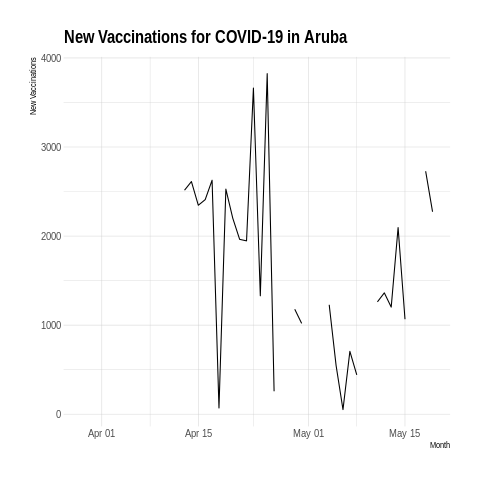 New Vaccinations for COVID-19 in Aruba
New Vaccinations
4000
3000
2000
1000
0
Apr 01
Apr 15
May 01
May 15
Month